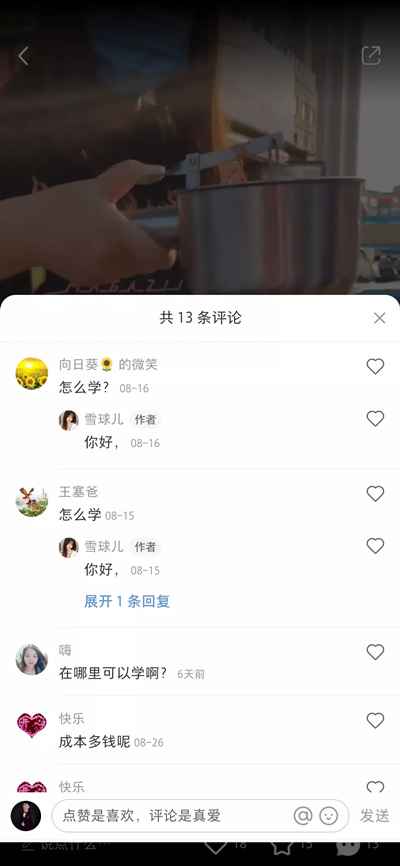 共 13 条评论
向日葵🌻 的微笑
怎么学? 08-16
雪球儿 作者
你好， 08-16
王塞爸
怎么学 08-15
雪球儿 作者
你好， 08-15
展开 1 条回复
嗨
在哪里可以学啊? 6天前
快乐
成本多钱呢 08-26
快乐
点赞是喜欢，评论是真爱 发送
说点什么… 18 15 13